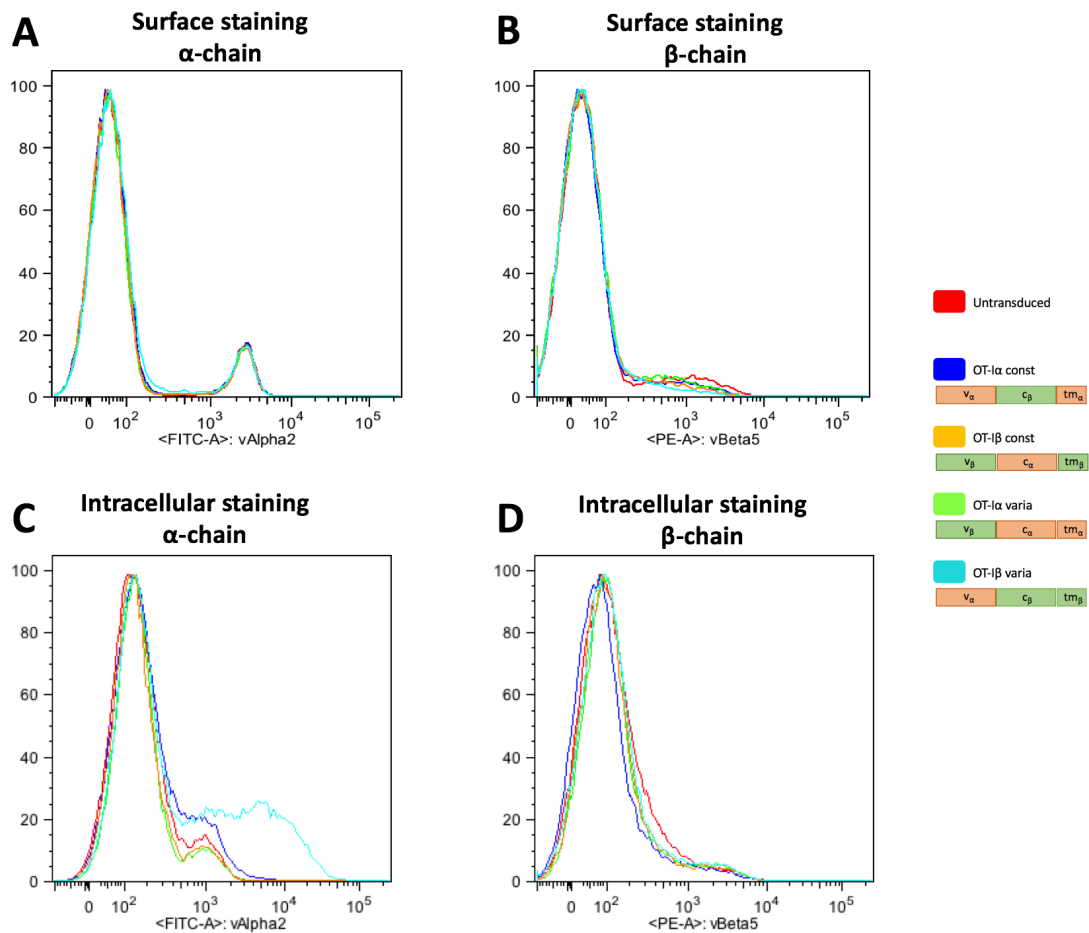 A
Surface staining
α-chain
100
80
60
40
20
0
0 10² 10³ 10⁴ 10⁵
<FITC-A>: vAlpha2
B
Surface staining
β-chain
100
80
60
40
20
0
0 10² 10³ 10⁴ 10⁵
<PE-A>: vBeta5
C
Intracellular staining
α-chain
100
80
60
40
20
0
0 10² 10³ 10⁴ 10⁵
<FITC-A>: vAlpha2
D
Intracellular staining
β-chain
100
80
60
40
20
0
0 10² 10³ 10⁴ 10⁵
<PE-A>: vBeta5
Untransduced
OT-Iα const
vα cβ tmα
OT-Iβ const
vβ cα tmβ
OT-Iα varia
vβ cα tmα
OT-Iβ varia
vα cβ tmβ